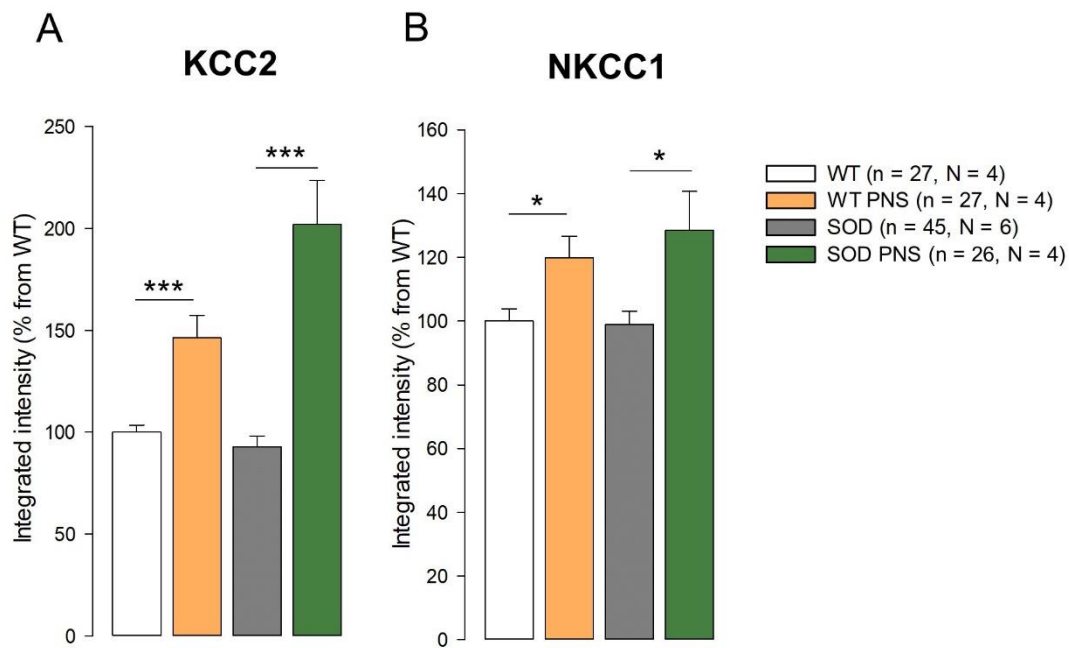 A
KCC2
Integrated intensity (% from WT)
250
200
150
100
50
0
***
***
B
NKCC1
Integrated intensity (% from WT)
160
140
120
100
80
60
40
20
0
*
*
WT (n = 27, N = 4)
WT PNS (n = 27, N = 4)
SOD (n = 45, N = 6)
SOD PNS (n = 26, N = 4)